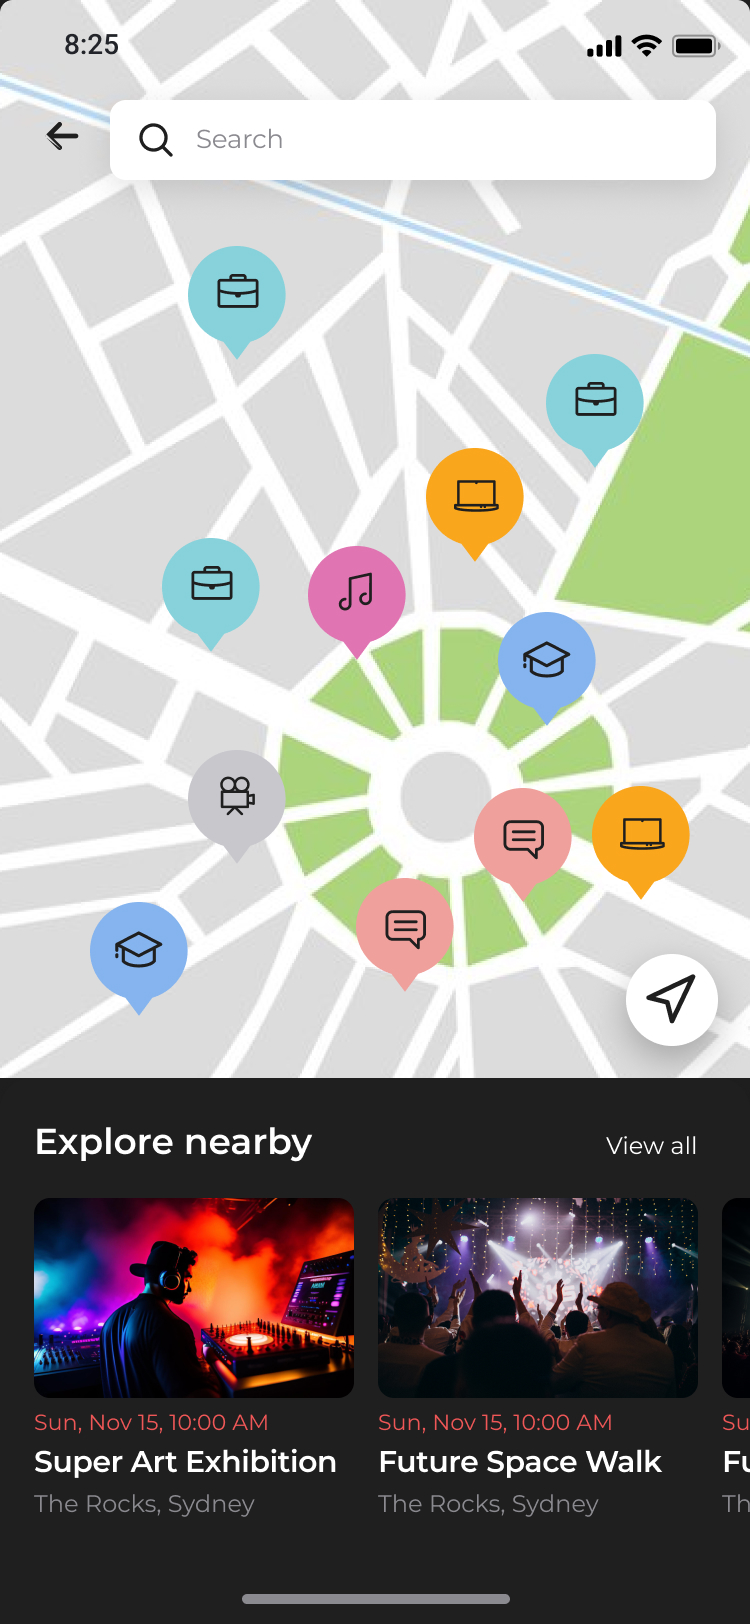 8:25
Search
Explore nearby
View all
Sun, Nov 15, 10:00 AM
Super Art Exhibition
The Rocks, Sydney
Sun, Nov 15, 10:00 AM
Future Space Walk
The Rocks, Sydney
Su
Fu
Th